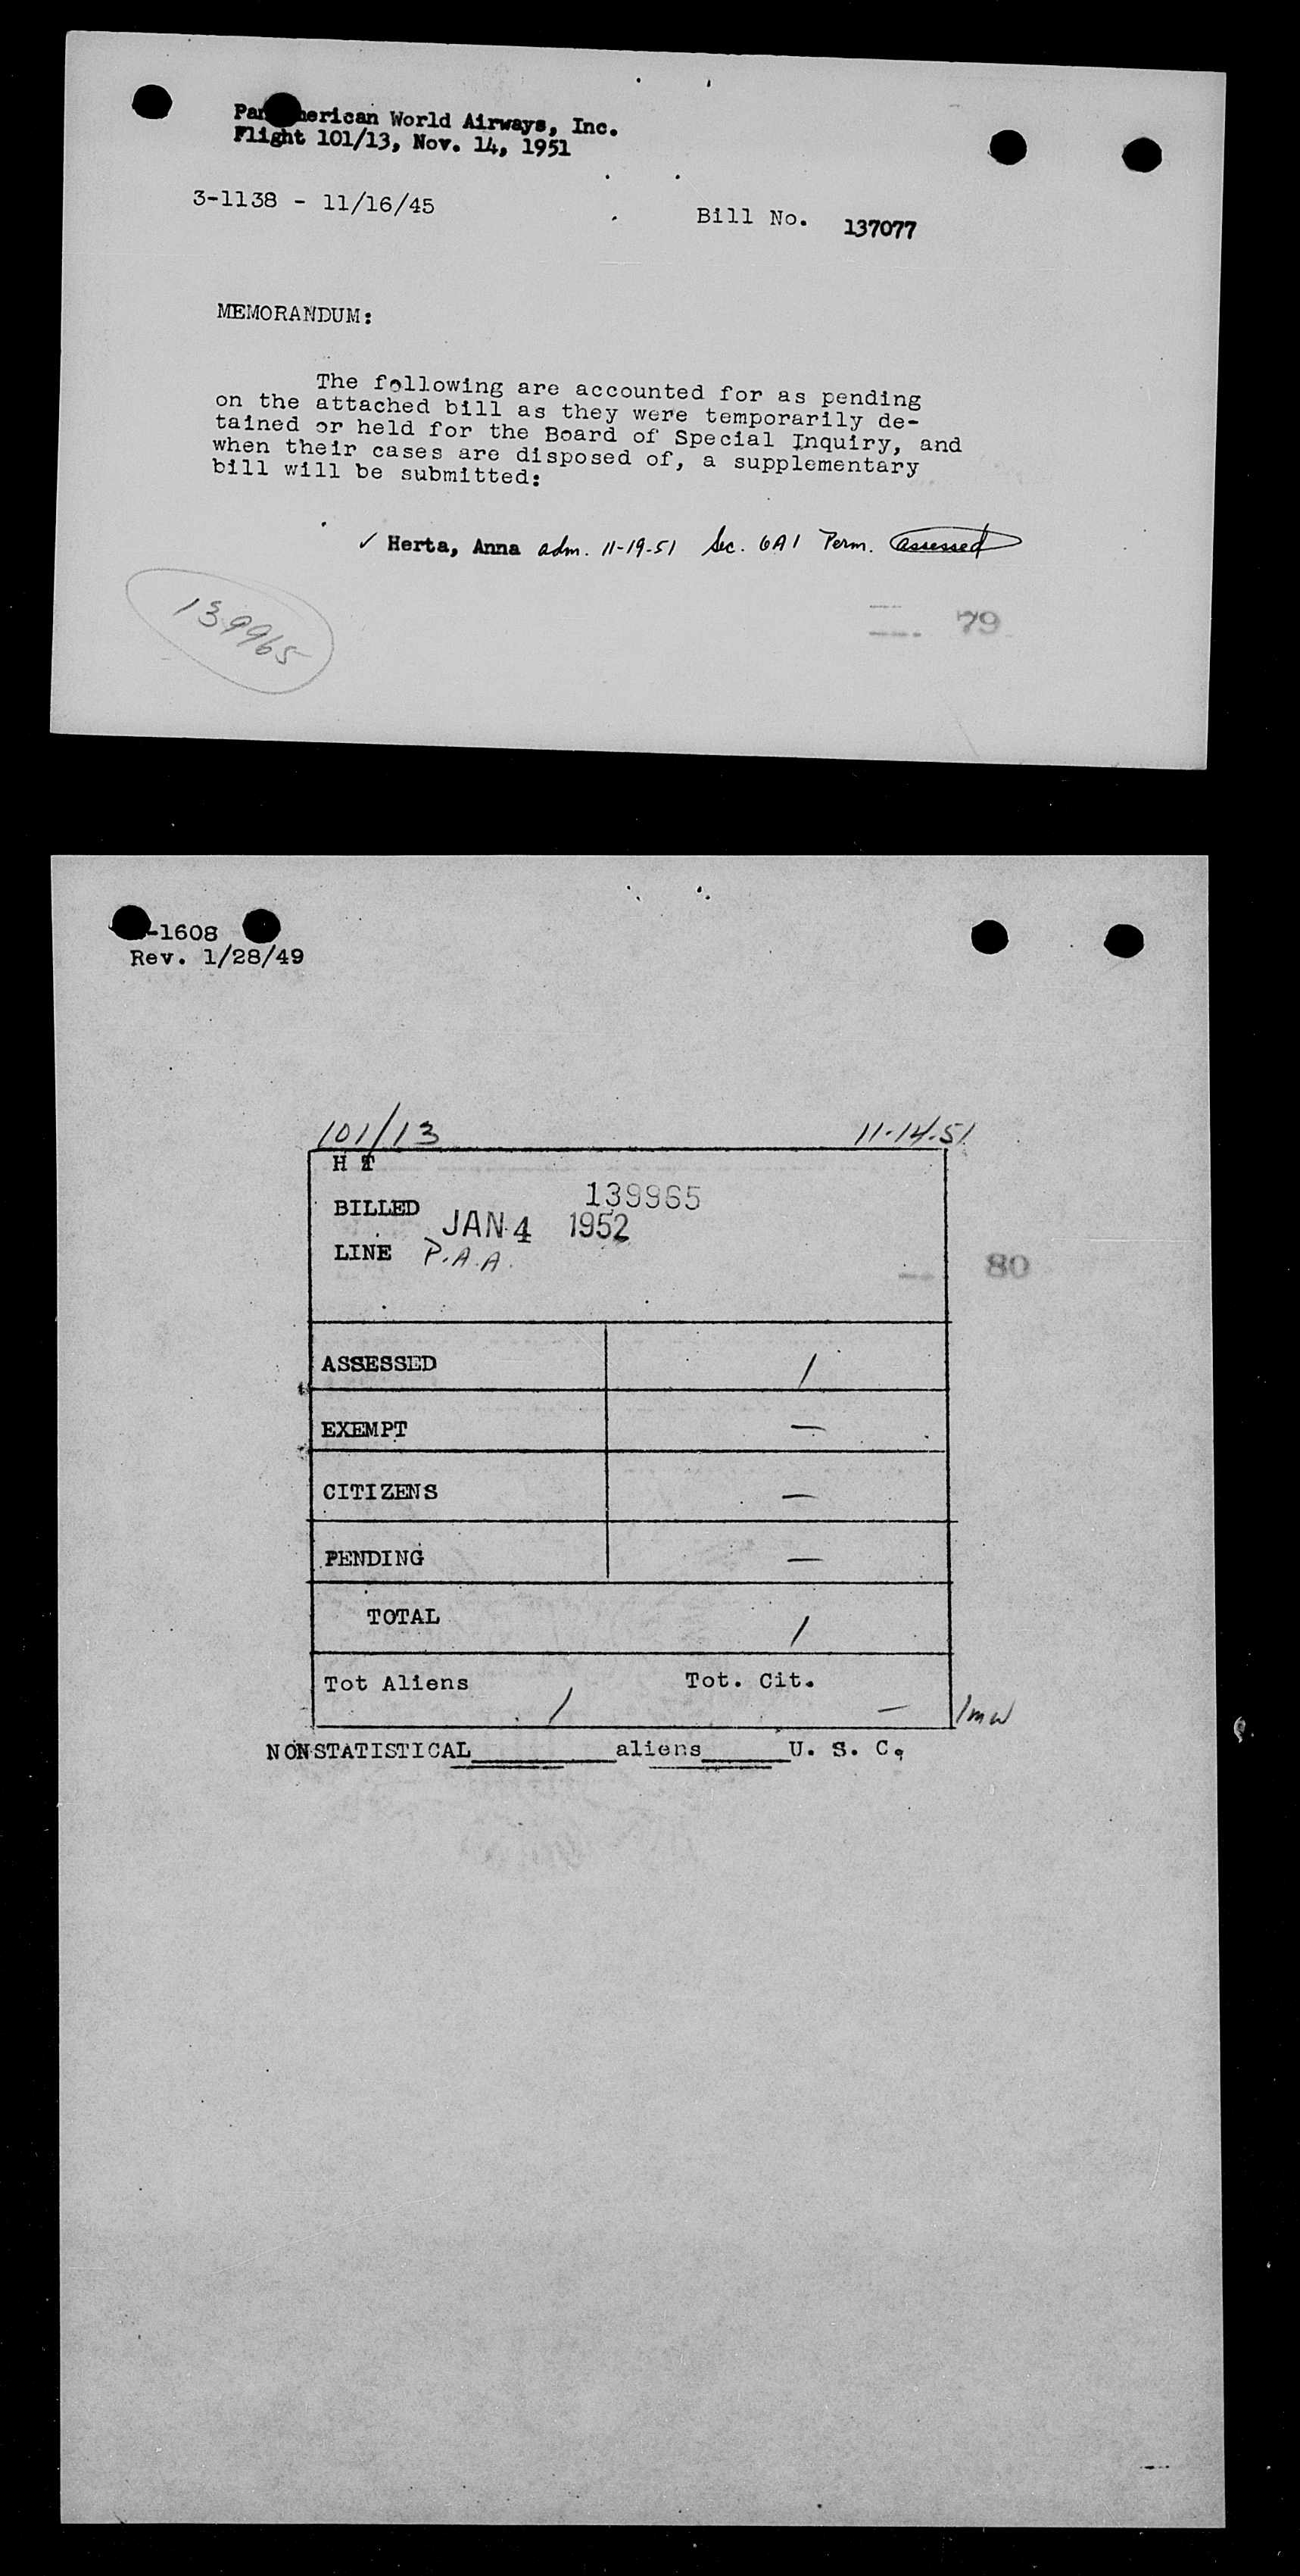 Pan American World Airways, Inc.
Flight 101/13, Nov. 14, 1951
3-1138 - 11/16/45
Bill No. 137077
MEMORANDUM:
The following are accounted for as pending
on the attached bill as they were temporarily de-
tained or held for the Board of Special Inquiry, and
when their cases are disposed of, a supplementary
bill will be submitted:
✓ Herta, Anna adm. 11-19-51 Sec. 6A1 Perm. assessed
139965
79
-1608
Rev. 1/28/49
101/13 11-14-51
H T
BILLED 139965
JAN 4 1952
LINE P.A.A.
80
ASSESSED 1
EXEMPT —
CITIZENS —
PENDING —
TOTAL 1
Tot Aliens 1 Tot. Cit. —
1mw
NONSTATISTICAL________aliens______U. S. C.